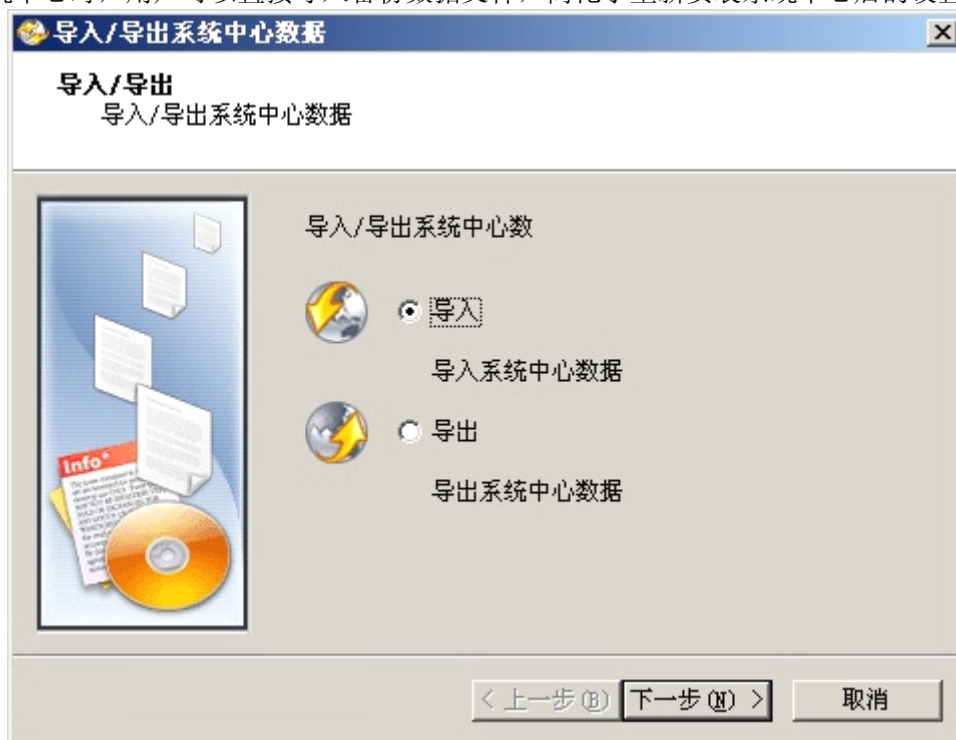 导入/导出系统中心数据
导入/导出
导入/导出系统中心数据
导入/导出系统中心数
导入
导入系统中心数据
导出
导出系统中心数据
Info
< 上一步(B)
下一步(N) >
取消